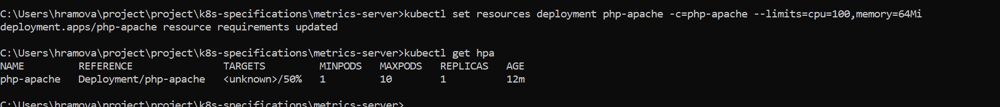 C:\Users\hramova\project\project\k8s-specifications\metrics-server>kubectl set resources deployment php-apache -c=php-apache --limits=cpu=100,memory=64Mi
deployment.apps/php-apache resource requirements updated
C:\Users\hramova\project\project\k8s-specifications\metrics-server>kubectl get hpa
NAME         REFERENCE               TARGETS         MINPODS   MAXPODS   REPLICAS   AGE
php-apache   Deployment/php-apache   <unknown>/50%   1         10        1          12m
C:\Users\hramova\project\project\k8s-specifications\metrics-server>